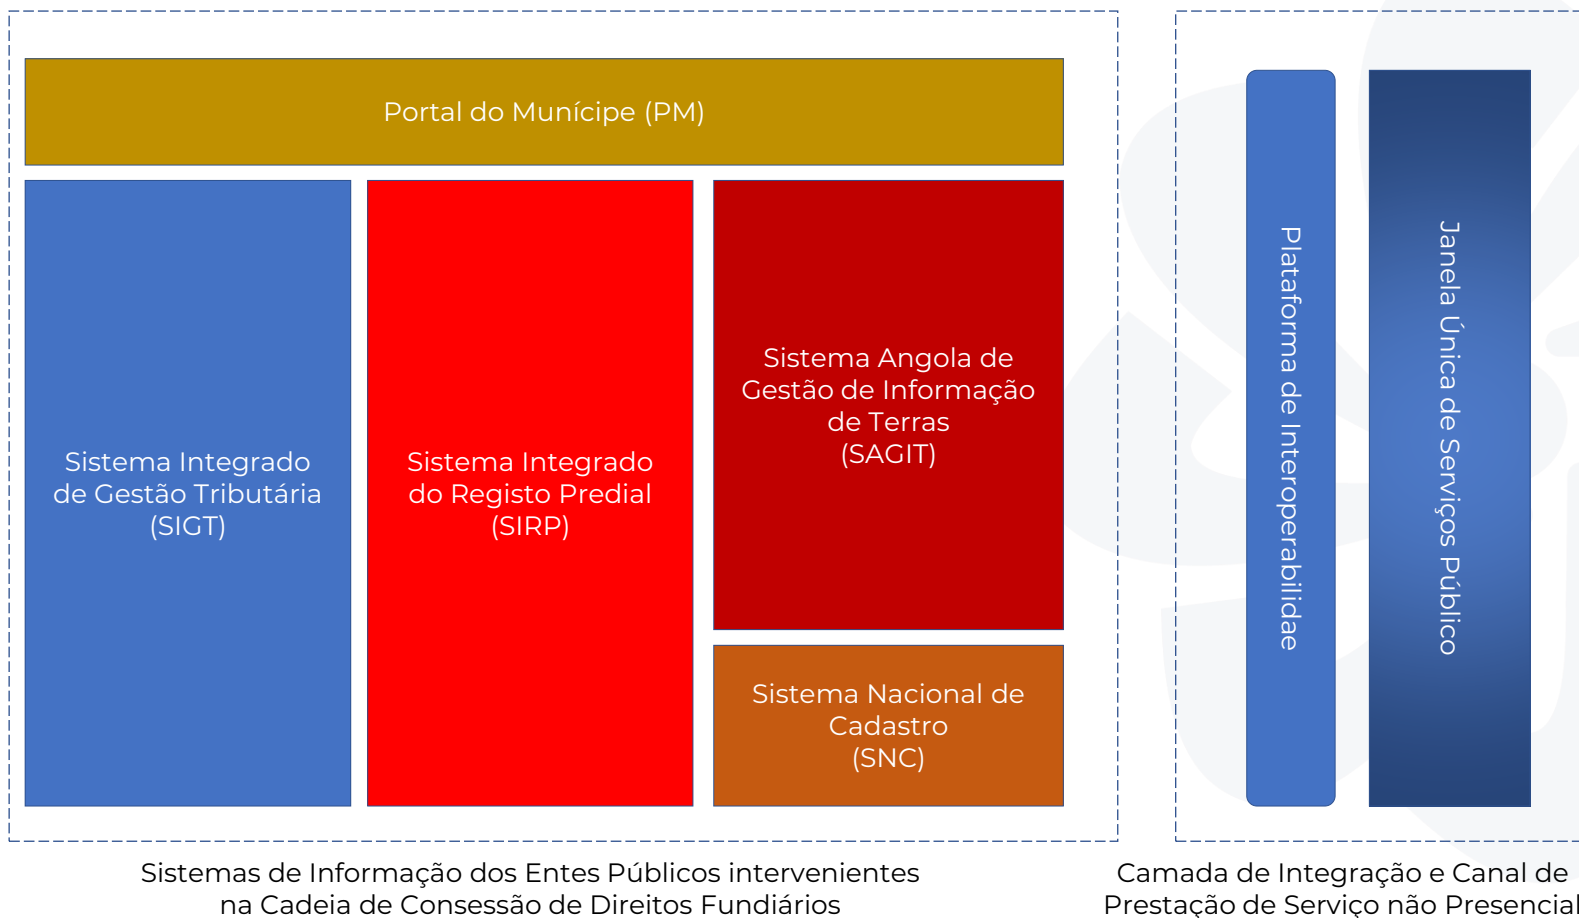 Portal do Munícipe (PM)
Sistema Integrado
de Gestão Tributária
(SIGT)
Sistema Integrado
do Registo Predial
(SIRP)
Sistema Angola de
Gestão de Informação
de Terras
(SAGIT)
Sistema Nacional de
Cadastro
(SNC)
Sistemas de Informação dos Entes Públicos intervenientes
na Cadeia de Consessão de Direitos Fundiários
Plataforma de Interoperabilidae
Janela Única de Serviços Público
Camada de Integração e Canal de
Prestação de Serviço não Presencial